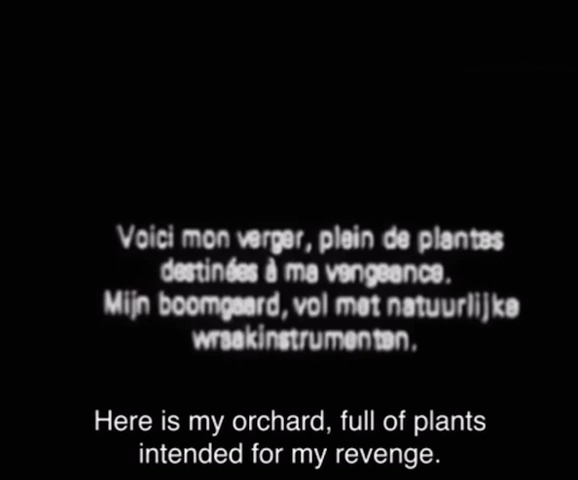 Voici mon verger, plein de plantes
destinées à ma vengeance.
Mijn boomgaard, vol met natuurlijke
wraakinstrumenten.
Here is my orchard, full of plants
intended for my revenge.